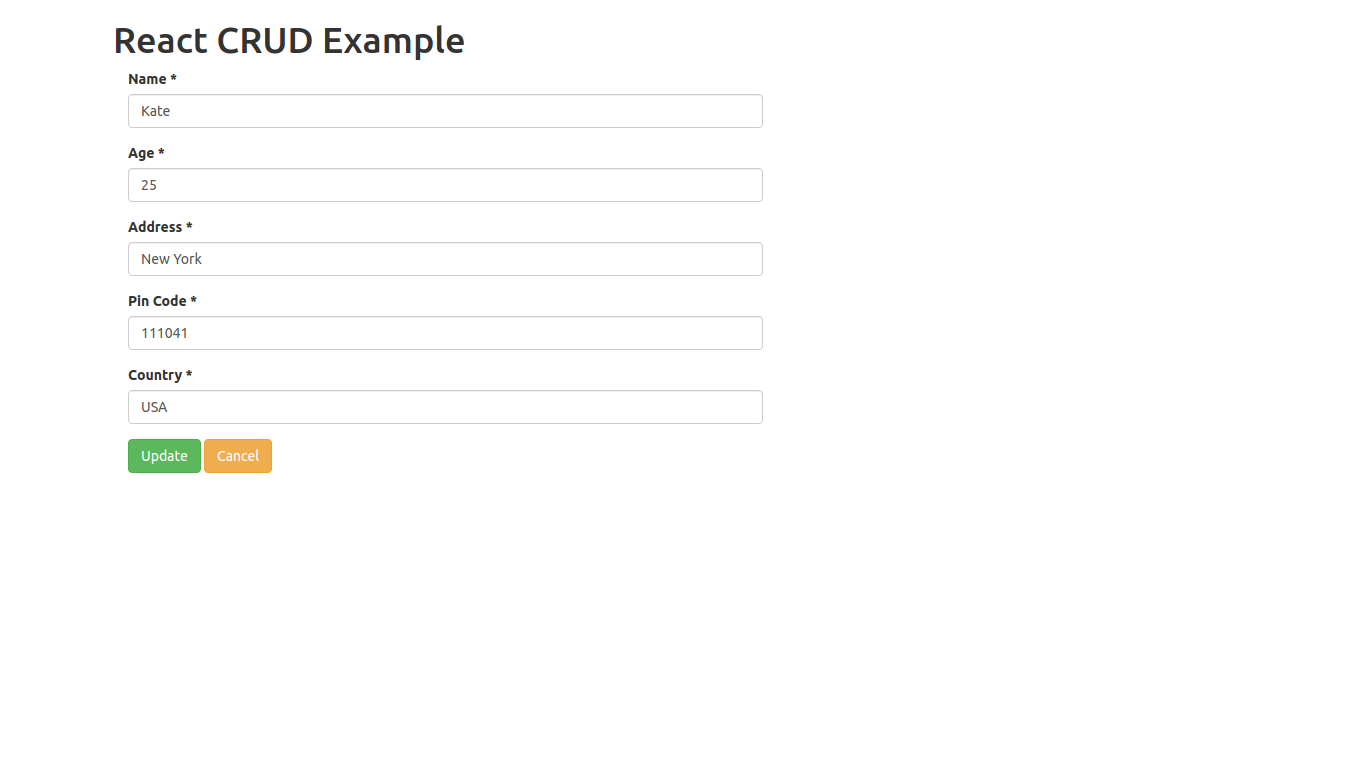 React CRUD Example
Name *
Kate
Age *
25
Address *
New York
Pin Code *
111041
Country *
USA
Update Cancel